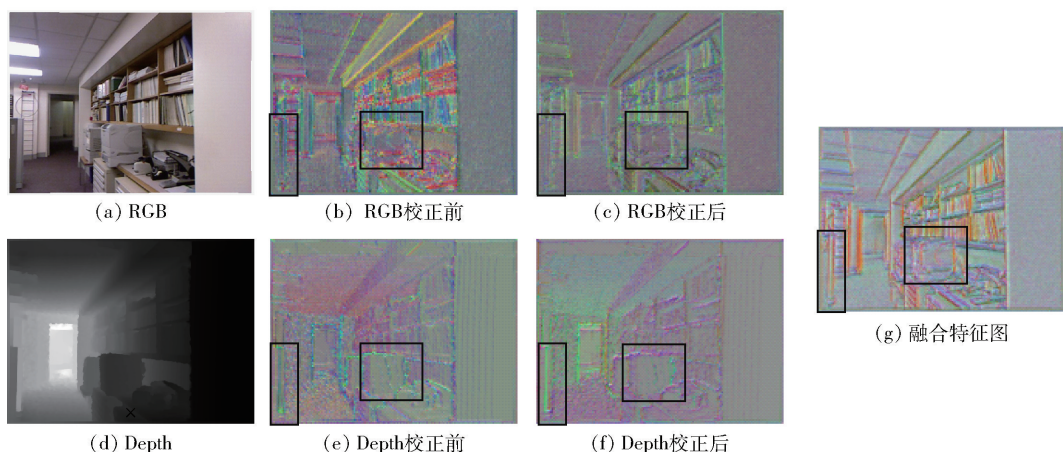 (a) RGB
(b) RGB校正前
(c) RGB校正后
(d) Depth
(e) Depth校正前
(f) Depth校正后
(g) 融合特征图